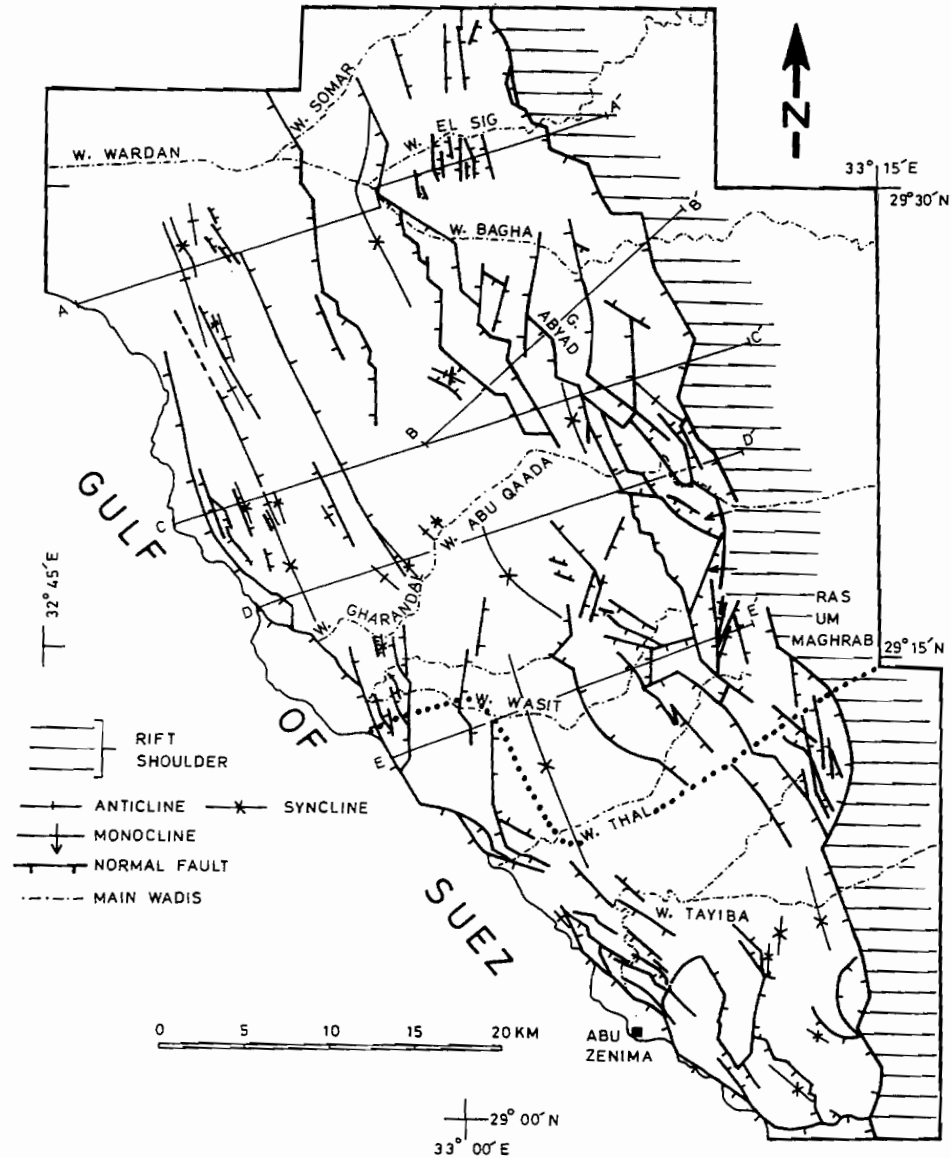 N
W. SOMAR
W. EL SIG
A'
W. WARDAN
33° 15'E
29° 30'N
B'
W. BAGHA
A
G. ABYAD
C'
B
D'
GULF OF SUEZ
W. ABU QAADA
C
32° 45'E
D
W. GHARANDAL
E'
RAS
UM
MAGHRAB
29° 15'N
W. WASIT
E
RIFT
SHOULDER
ANTICLINE
SYNCLINE
MONOCLINE
NORMAL FAULT
MAIN WADIS
W. THAL
W. TAYIBA
0 5 10 15 20 KM
ABU
ZENIMA
29° 00'N
33° 00'E